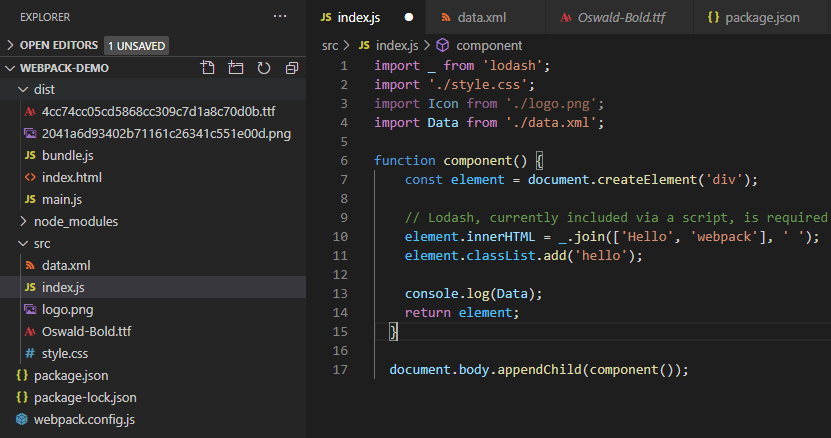 EXPLORER ...
OPEN EDITORS 1 UNSAVED
WEBPACK-DEMO
dist
4cc74cc05cd5868cc309c7d1a8c70d0b.ttf
2041a6d93402b71161c26341c551e00d.png
JS bundle.js
<> index.html
JS main.js
node_modules
src
data.xml
JS index.js
logo.png
Oswald-Bold.ttf
# style.css
{} package.json
{} package-lock.json
webpack.config.js
JS index.js data.xml Oswald-Bold.ttf {} package.json
src > JS index.js > component
1 import _ from 'lodash';
2 import './style.css';
3 import Icon from './logo.png';
4 import Data from './data.xml';
5
6 function component() {
7 const element = document.createElement('div');
8
9 // Lodash, currently included via a script, is required
10 element.innerHTML = _.join(['Hello', 'webpack'], ' ');
11 element.classList.add('hello');
12
13 console.log(Data);
14 return element;
15 }
16
17 document.body.appendChild(component());